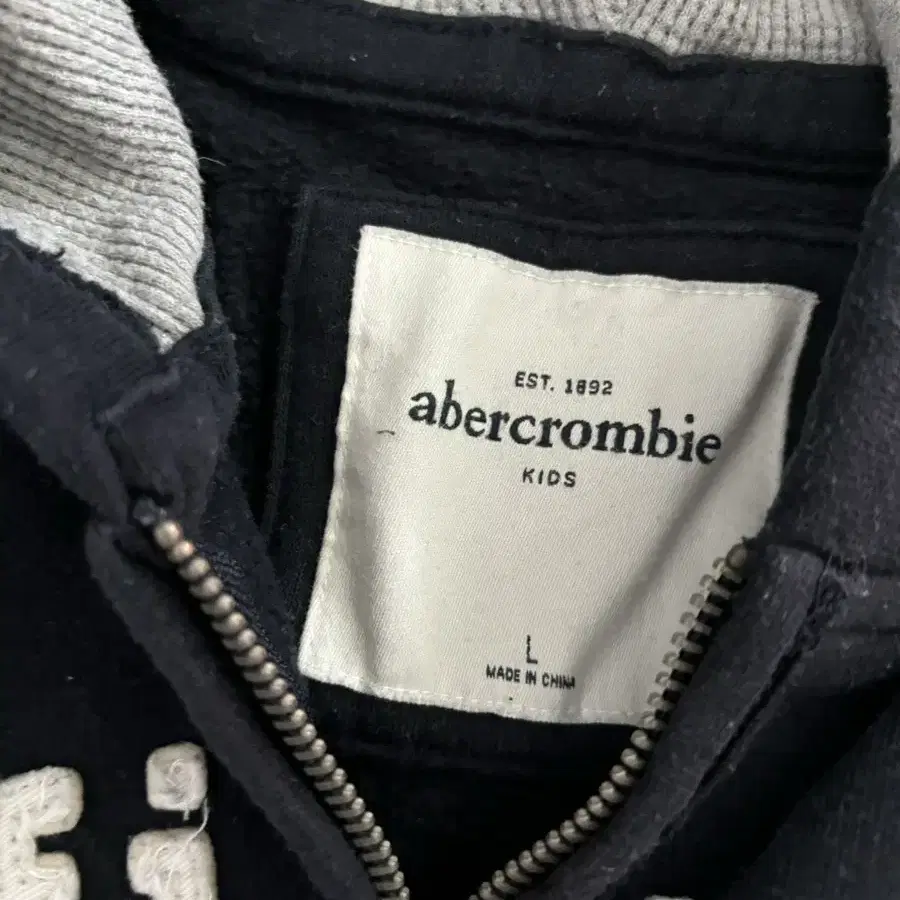 EST. 1892
abercrombie
KIDS
L
MADE IN CHINA